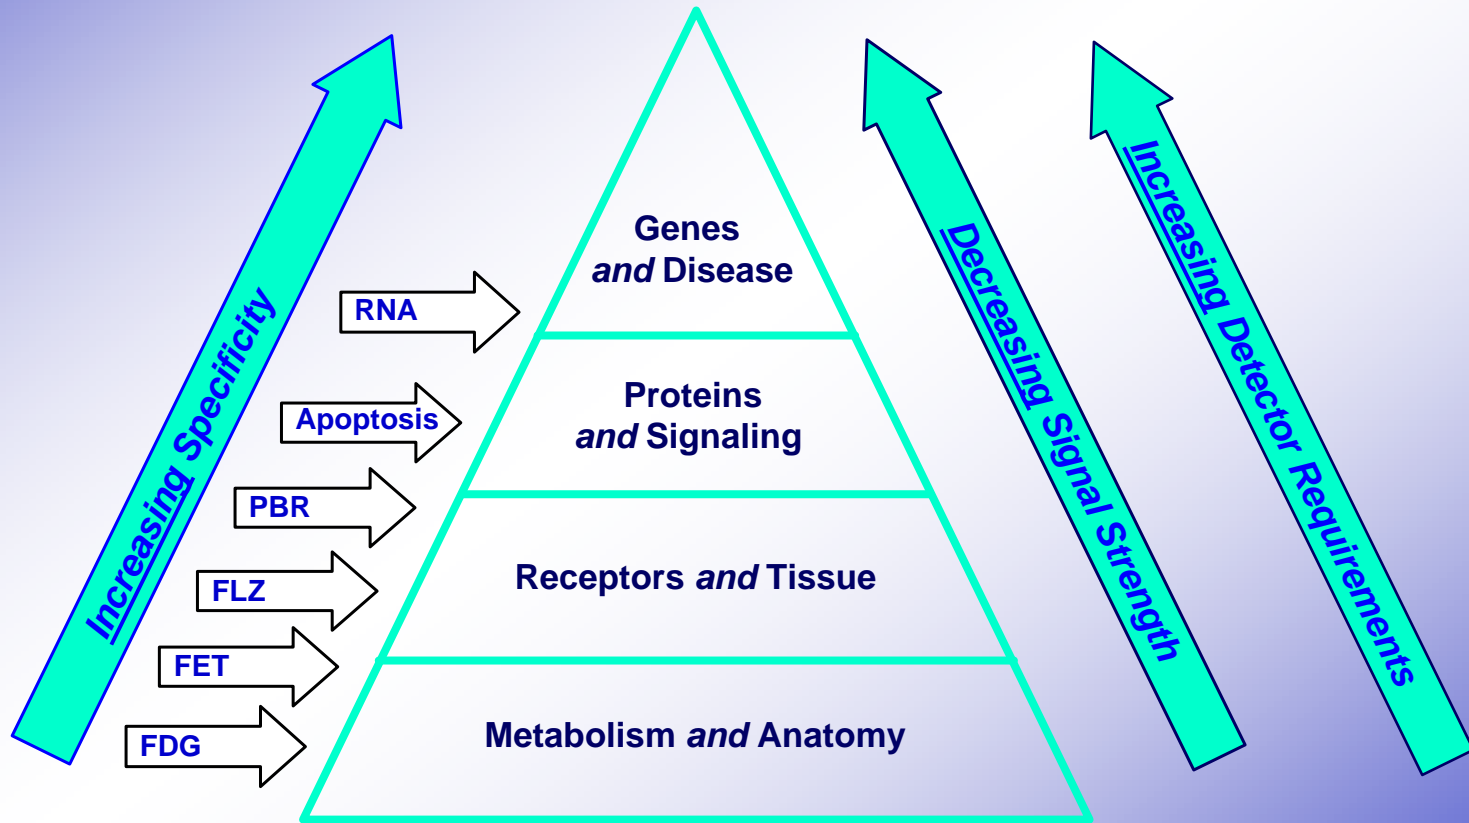 Increasing Specificity
RNA
Apoptosis
PBR
FLZ
FET
FDG
Genes
and Disease
Proteins
and Signaling
Receptors and Tissue
Metabolism and Anatomy
Decreasing Signal Strength
Increasing Detector Requirements